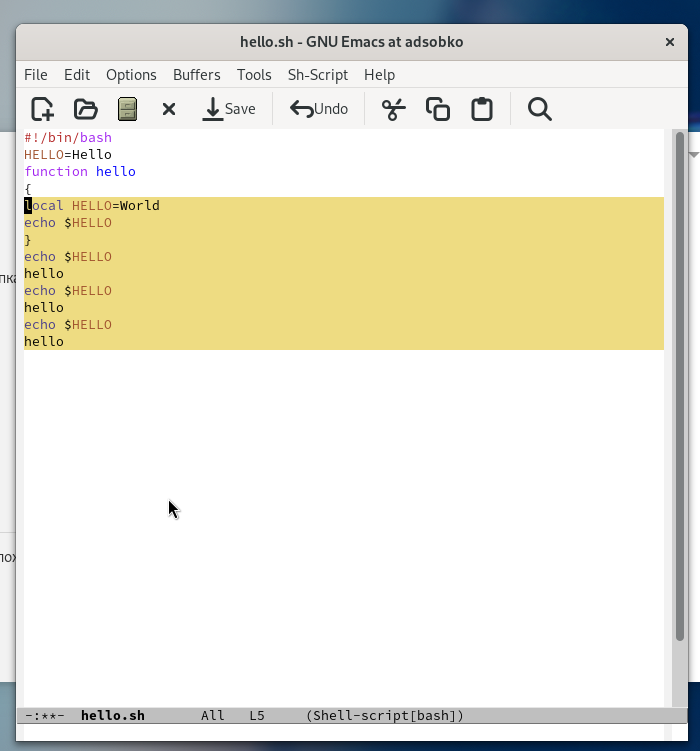 hello.sh - GNU Emacs at adsobko
File Edit Options Buffers Tools Sh-Script Help
Save Undo
#!/bin/bash
HELLO=Hello
function hello
{
local HELLO=World
echo $HELLO
}
echo $HELLO
hello
echo $HELLO
hello
echo $HELLO
hello
-:**- hello.sh All L5 (Shell-script[bash])